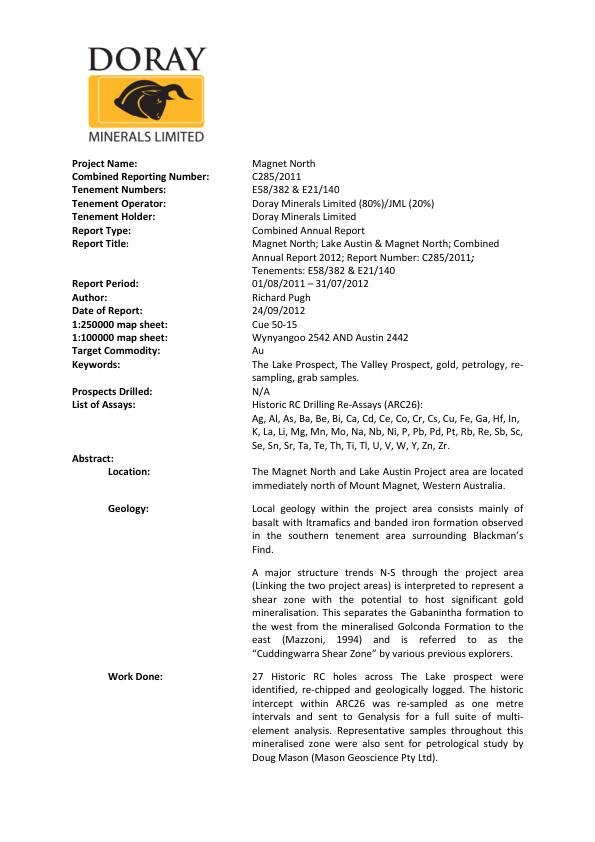 DORAY
MINERALS LIMITED
Project Name: Magnet North
Combined Reporting Number: C285/2011
Tenement Numbers: E58/382 & E21/140
Tenement Operator: Doray Minerals Limited (80%)/JML (20%)
Tenement Holder: Doray Minerals Limited
Report Type: Combined Annual Report
Report Title: Magnet North; Lake Austin & Magnet North; Combined
Annual Report 2012; Report Number: C285/2011;
Tenements: E58/382 & E21/140
Report Period: 01/08/2011 – 31/07/2012
Author: Richard Pugh
Date of Report: 24/09/2012
1:250000 map sheet: Cue 50-15
1:100000 map sheet: Wynyangoo 2542 AND Austin 2442
Target Commodity: Au
Keywords: The Lake Prospect, The Valley Prospect, gold, petrology, re-
sampling, grab samples.
Prospects Drilled: N/A
List of Assays: Historic RC Drilling Re-Assays (ARC26):
Ag, Al, As, Ba, Be, Bi, Ca, Cd, Ce, Co, Cr, Cs, Cu, Fe, Ga, Hf, In,
K, La, Li, Mg, Mn, Mo, Na, Nb, Ni, P, Pb, Pd, Pt, Rb, Re, Sb, Sc,
Se, Sn, Sr, Ta, Te, Th, Ti, Tl, U, V, W, Y, Zn, Zr.
Abstract:
Location: The Magnet North and Lake Austin Project area are located
immediately north of Mount Magnet, Western Australia.
Geology: Local geology within the project area consists mainly of
basalt with ltramafics and banded iron formation observed
in the southern tenement area surrounding Blackman’s
Find.
A major structure trends N-S through the project area
(Linking the two project areas) is interpreted to represent a
shear zone with the potential to host significant gold
mineralisation. This separates the Gabanintha formation to
the west from the mineralised Golconda Formation to the
east (Mazzoni, 1994) and is referred to as the
“Cuddingwarra Shear Zone” by various previous explorers.
Work Done: 27 Historic RC holes across The Lake prospect were
identified, re-chipped and geologically logged. The historic
intercept within ARC26 was re-sampled as one metre
intervals and sent to Genalysis for a full suite of multi-
element analysis. Representative samples throughout this
mineralised zone were also sent for petrological study by
Doug Mason (Mason Geoscience Pty Ltd).